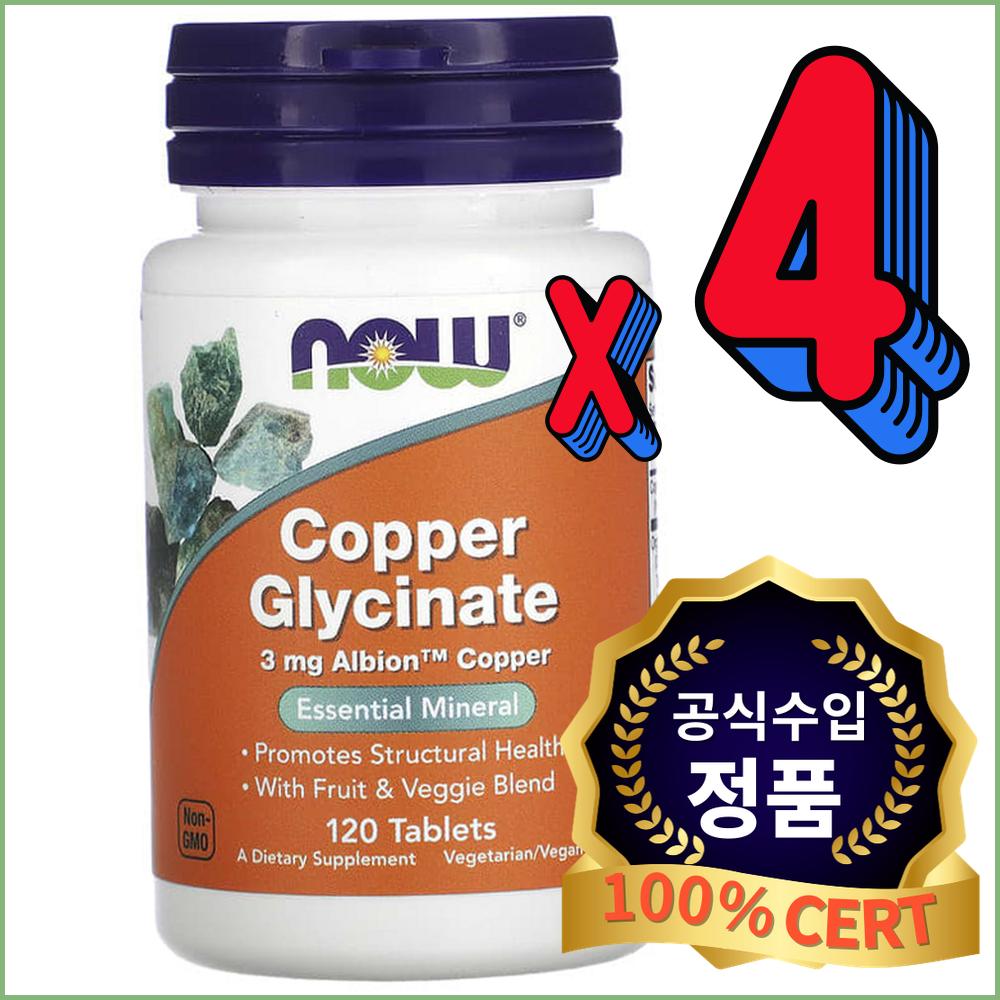 now®
x 4
Copper
Glycinate
3 mg Albion™ Copper
Essential Mineral
• Promotes Structural Health
• With Fruit & Veggie Blend
Non-
GMO
120 Tablets
A Dietary Supplement Vegetarian/Vegan
공식수입
정품
100% CERT